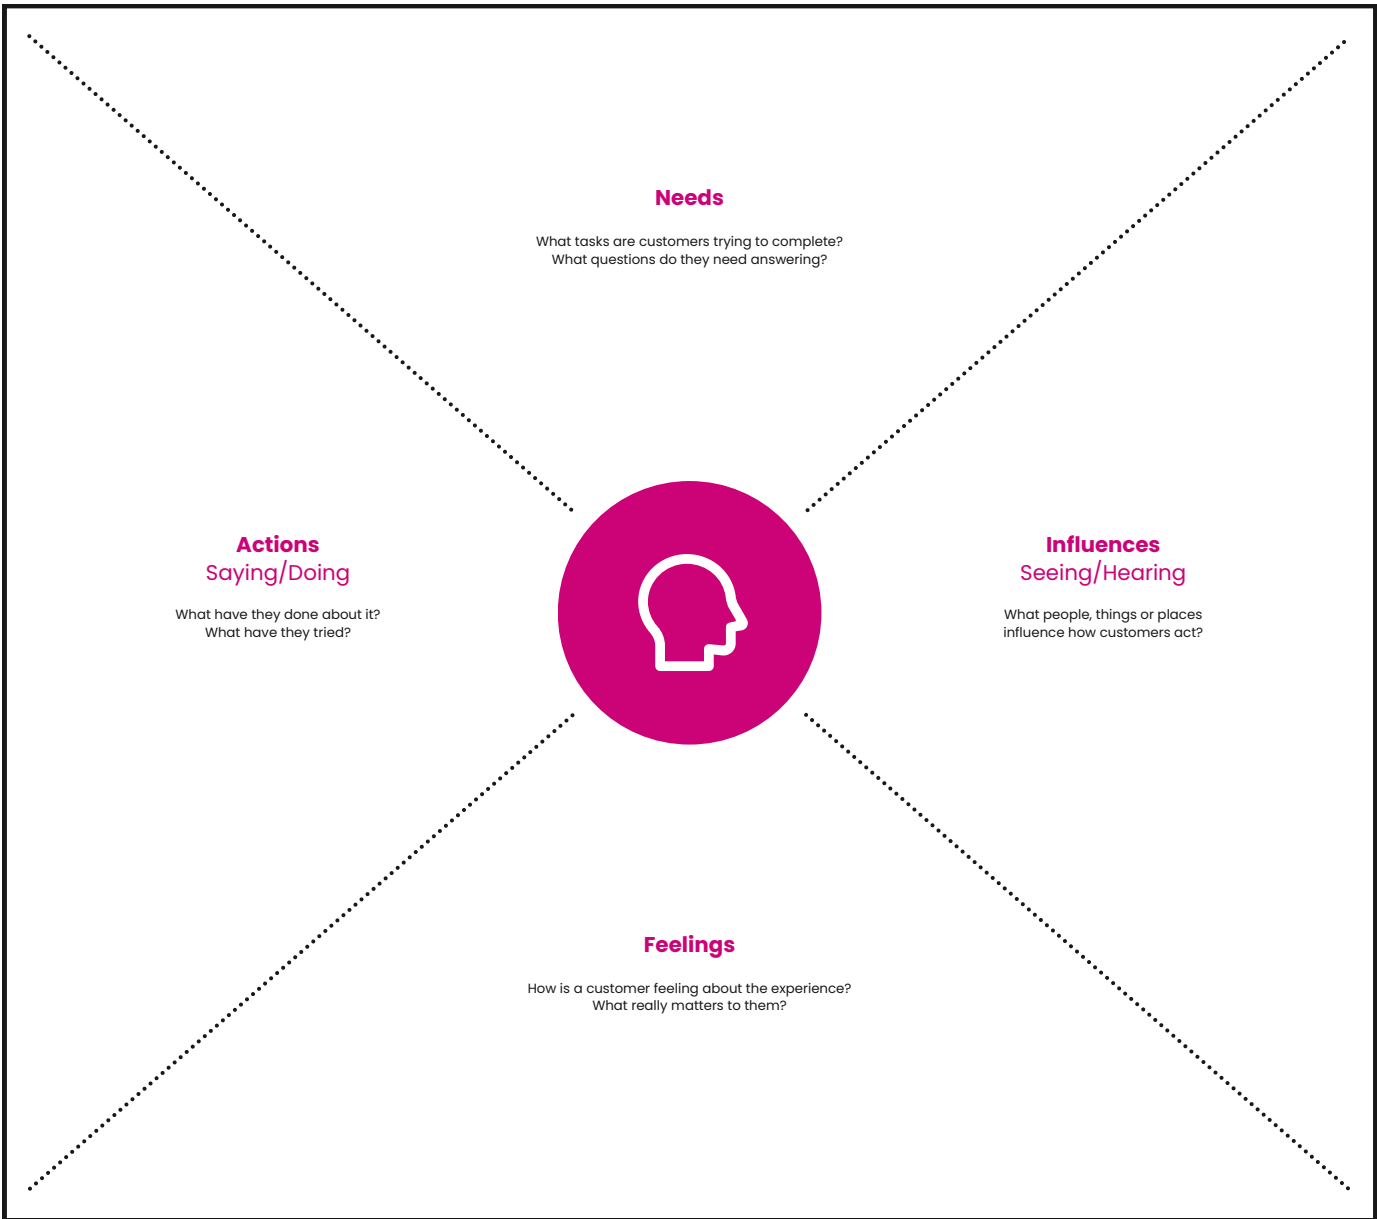 Needs
What tasks are customers trying to complete?
What questions do they need answering?
Actions
Saying/Doing
What have they done about it?
What have they tried?
Influences
Seeing/Hearing
What people, things or places
influence how customers act?
Feelings
How is a customer feeling about the experience?
What really matters to them?